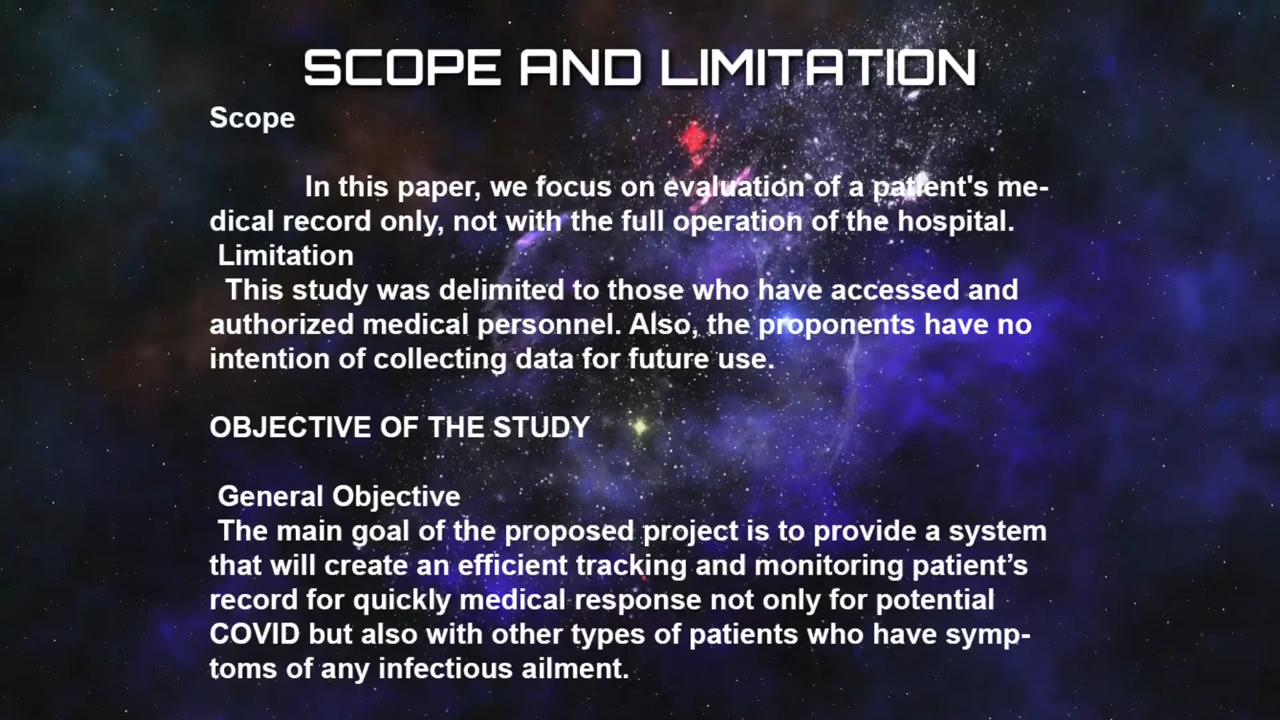 SCOPE AND LIMITATION
Scope
In this paper, we focus on evaluation of a patient's me-
dical record only, not with the full operation of the hospital.
Limitation
This study was delimited to those who have accessed and
authorized medical personnel. Also, the proponents have no
intention of collecting data for future use.
OBJECTIVE OF THE STUDY
General Objective
The main goal of the proposed project is to provide a system
that will create an efficient tracking and monitoring patient’s
record for quickly medical response not only for potential
COVID but also with other types of patients who have symp-
toms of any infectious ailment.